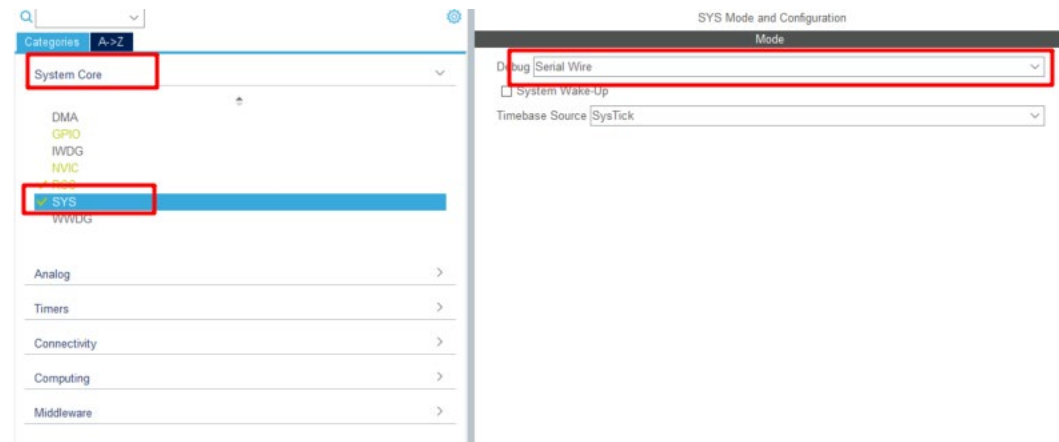 Categories A->Z
System Core
DMA
GPIO
IWDG
NVIC
RCC
SYS
WWDG
Analog
Timers
Connectivity
Computing
Middleware
SYS Mode and Configuration
Mode
Debug Serial Wire
System Wake-Up
Timebase Source SysTick